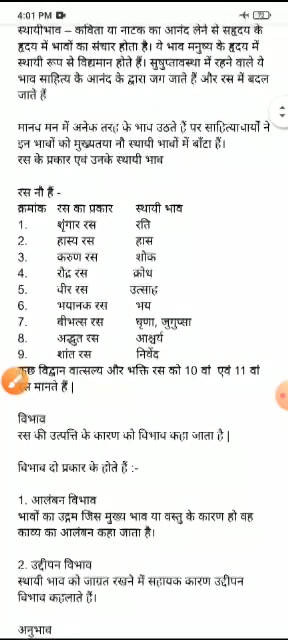 4:01 PM
73
स्थायीभाव – कविता या नाटक का आनंद लेने से सहृदय के
हृदय में भावों का संचार होता है। ये भाव मनुष्य के हृदय में
स्थायी रूप से विद्यमान होते हैं। सुषुप्तावस्था में रहने वाले ये
भाव साहित्य के आनंद के द्वारा जग जाते हैं और रस में बदल
जाते हैं
मानव मन में अनेक तरह के भाव उठते हैं पर साहित्याचार्यों ने
इन भावों को मुख्यतया नौ स्थायी भावों में बाँटा हैं।
रस के प्रकार एवं उनके स्थायी भाव
रस नौ हैं -
क्रमांक रस का प्रकार स्थायी भाव
1. शृंगार रस रति
2. हास्य रस हास
3. करुण रस शोक
4. रौद्र रस क्रोध
5. वीर रस उत्साह
6. भयानक रस भय
7. वीभत्स रस घृणा, जुगुप्सा
8. अद्भुत रस आश्चर्य
9. शांत रस निर्वेद
कुछ विद्वान वात्सल्य और भक्ति रस को 10 वां एवं 11 वां
मानते हैं |
विभाव
रस की उत्पत्ति के कारण को विभाव कहा जाता है |
विभाव दो प्रकार के होते हैं :-
1. आलंबन विभाव
भावों का उद्गम जिस मुख्य भाव या वस्तु के कारण हो वह
काव्य का आलंबन कहा जाता है।
2. उद्दीपन विभाव
स्थायी भाव को जाग्रत रखने में सहायक कारण उद्दीपन
विभाव कहलाते हैं।
अनुभाव